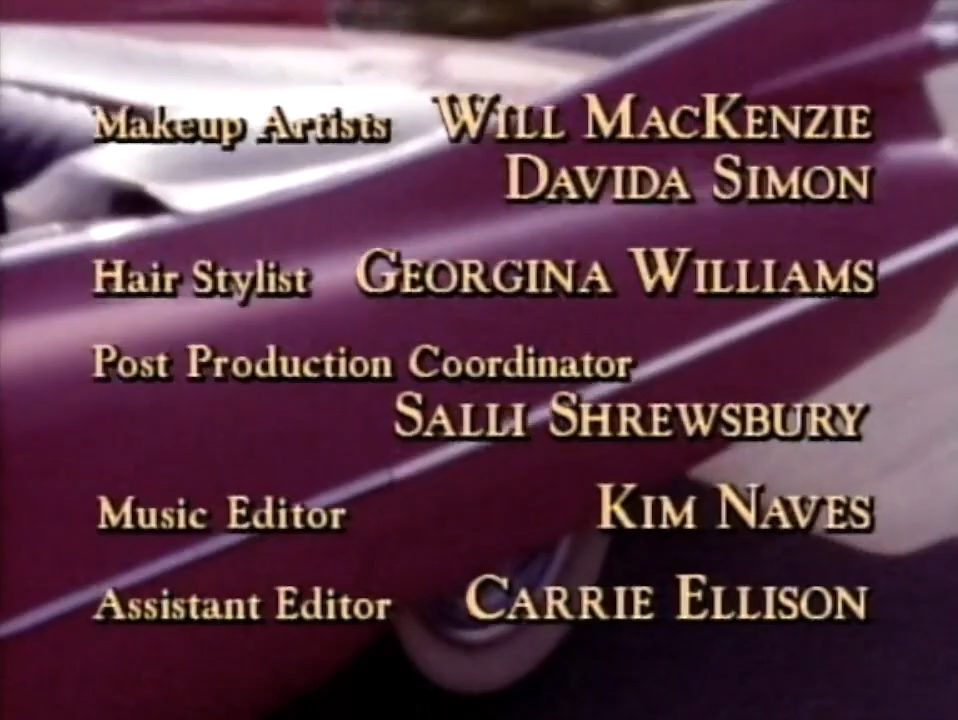 Makeup Artists WILL MACKENZIE
DAVIDA SIMON
Hair Stylist GEORGINA WILLIAMS
Post Production Coordinator
SALLI SHREWSBURY
Music Editor KIM NAVES
Assistant Editor CARRIE ELLISON